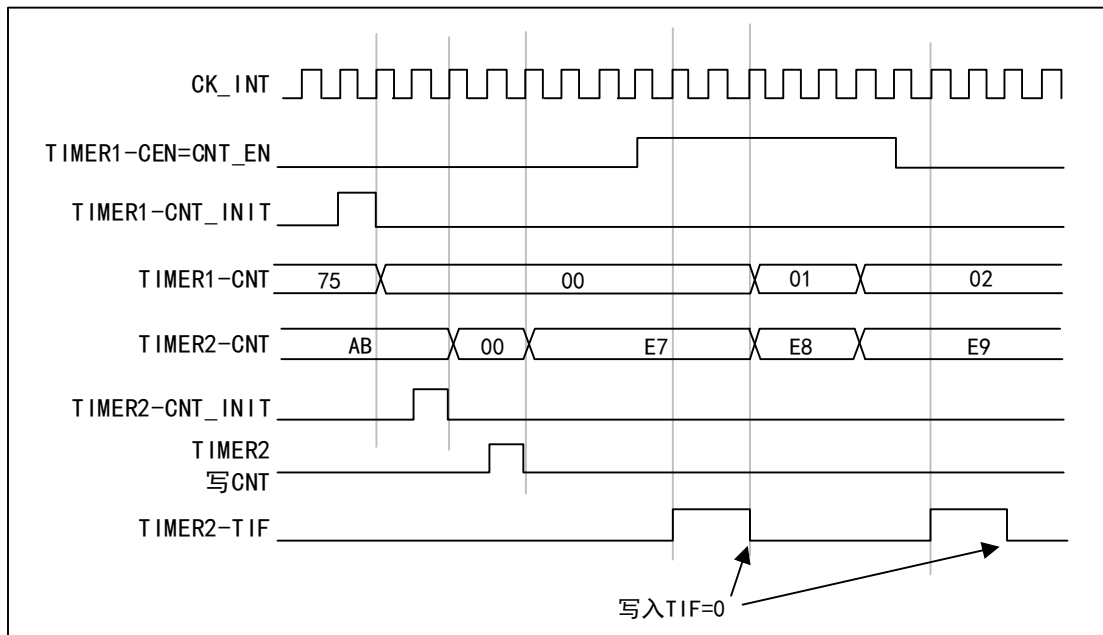 CK_INT
TIMER1-CEN=CNT_EN
TIMER1-CNT_INIT
TIMER1-CNT
75
00
01
02
TIMER2-CNT
AB
00
E7
E8
E9
TIMER2-CNT_INIT
TIMER2
写CNT
TIMER2-TIF
写入TIF=0